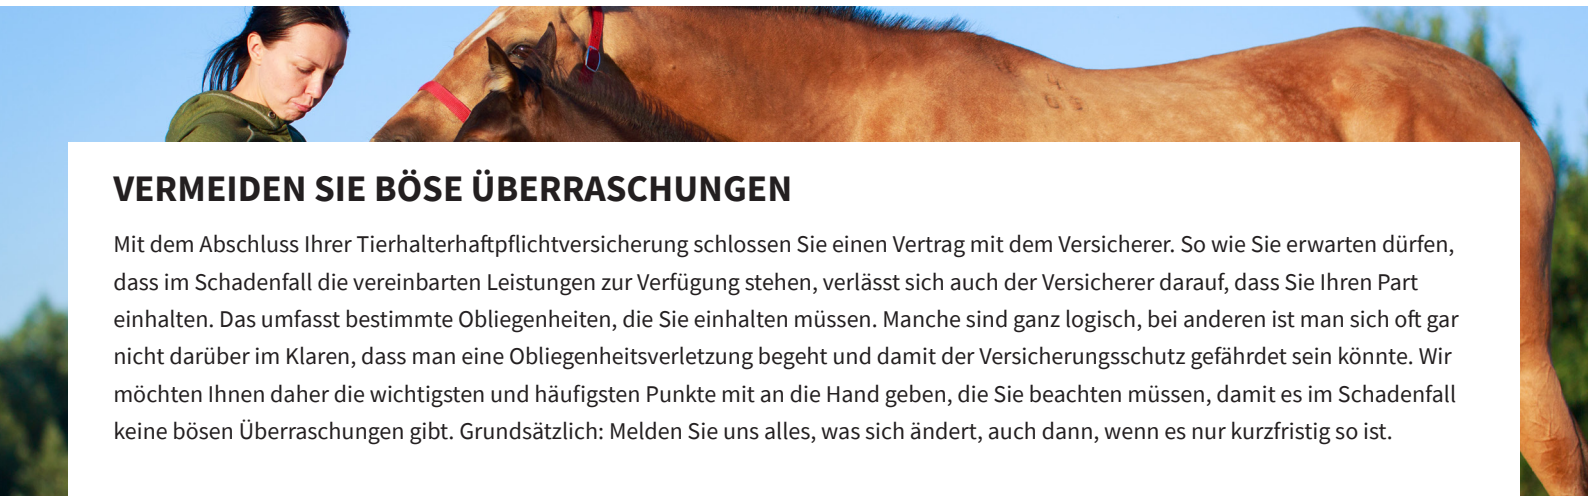 VERMEIDEN SIE BÖSE ÜBERRASCHUNGEN
Mit dem Abschluss Ihrer Tierhalterhaftpflichtversicherung schlossen Sie einen Vertrag mit dem Versicherer. So wie Sie erwarten dürfen,
dass im Schadenfall die vereinbarten Leistungen zur Verfügung stehen, verlässt sich auch der Versicherer darauf, dass Sie Ihren Part
einhalten. Das umfasst bestimmte Obliegenheiten, die Sie einhalten müssen. Manche sind ganz logisch, bei anderen ist man sich oft gar
nicht darüber im Klaren, dass man eine Obliegenheitsverletzung begeht und damit der Versicherungsschutz gefährdet sein könnte. Wir
möchten Ihnen daher die wichtigsten und häufigsten Punkte mit an die Hand geben, die Sie beachten müssen, damit es im Schadenfall
keine bösen Überraschungen gibt. Grundsätzlich: Melden Sie uns alles, was sich ändert, auch dann, wenn es nur kurzfristig so ist.